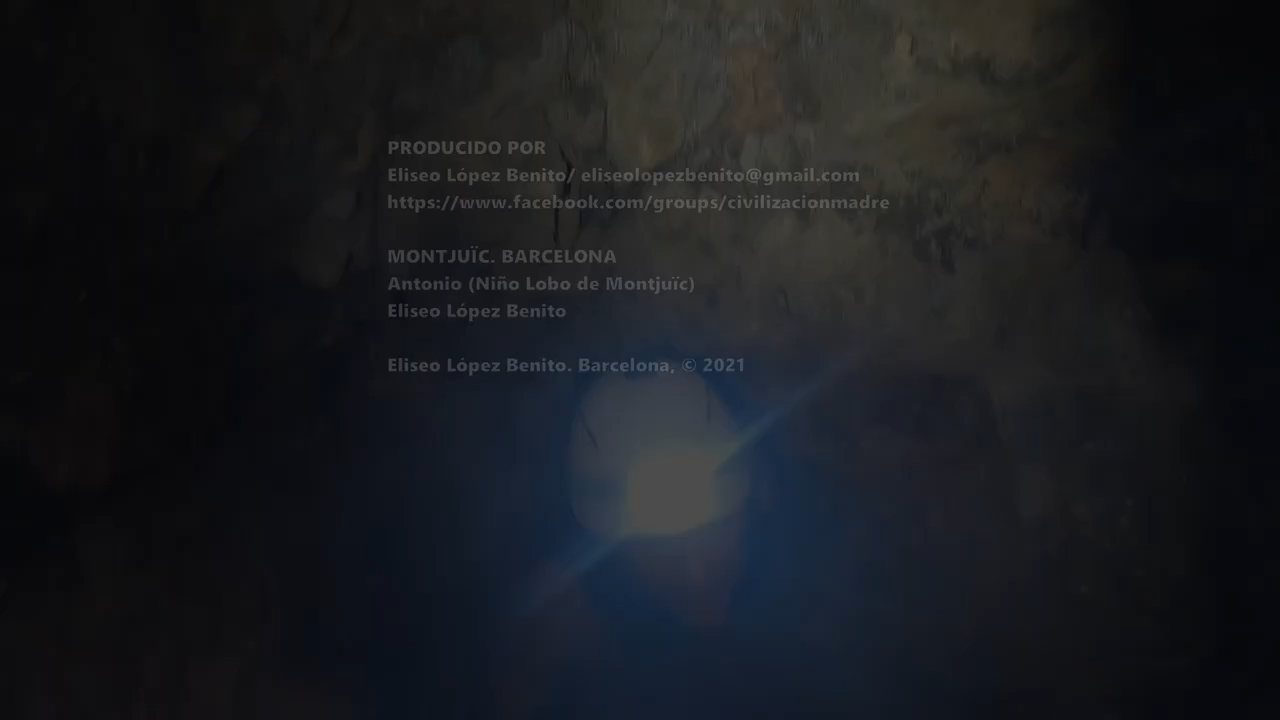 PRODUCIDO POR
Eliseo López Benito/ eliseolopezbenito@gmail.com
https://www.facebook.com/groups/civilizacionmadre
MONTJUÏC. BARCELONA
Antonio (Niño Lobo de Montjuïc)
Eliseo López Benito
Eliseo López Benito. Barcelona, © 2021